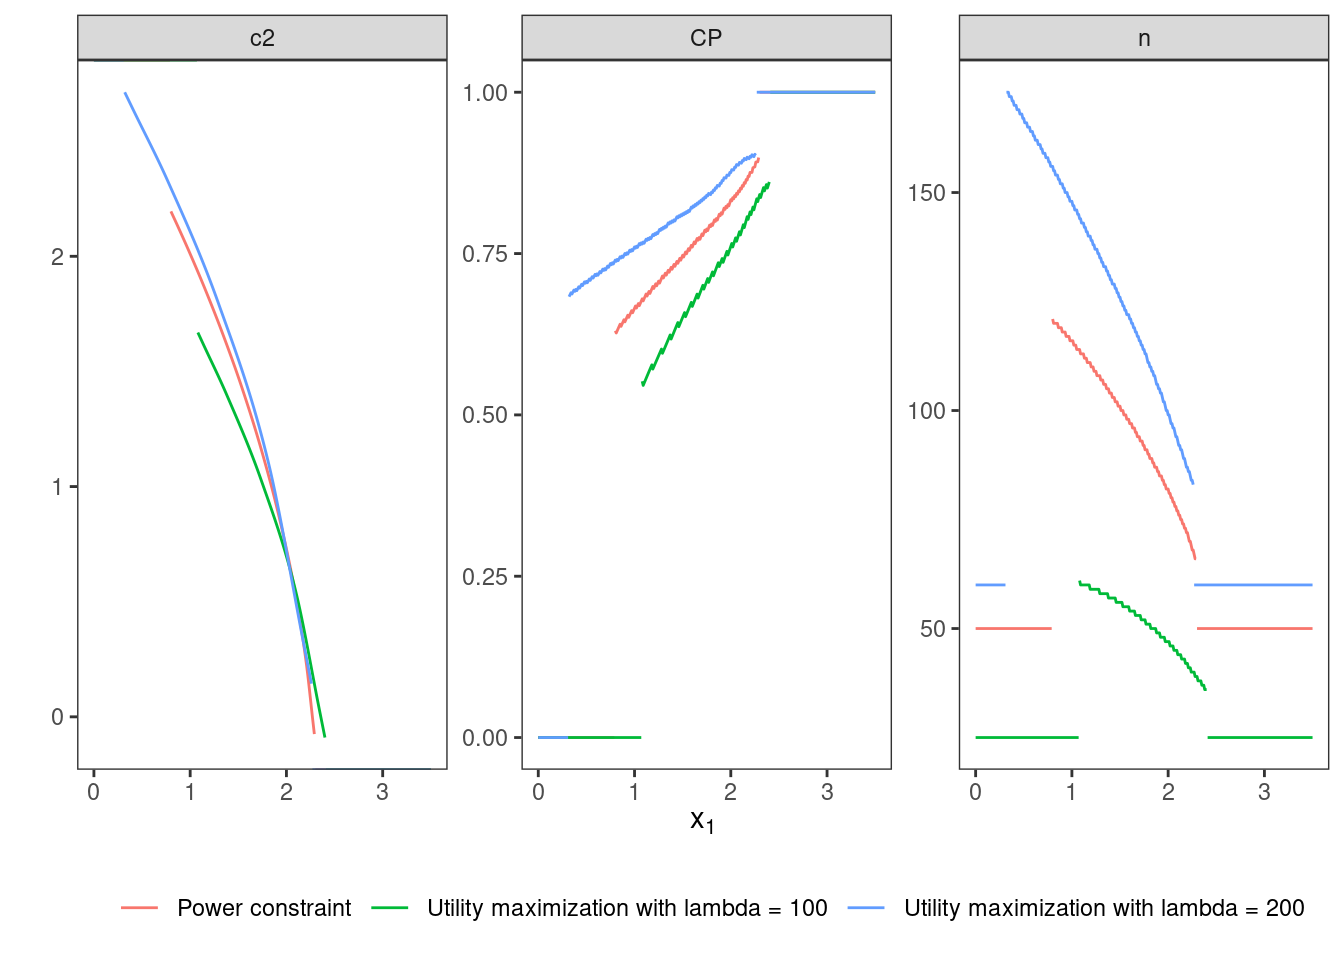 c2 CP n
2
1
0
0 1 2 3
1.00
0.75
0.50
0.25
0.00
0 1 2 3
150
100
50
0 1 2 3
x1
Power constraint Utility maximization with lambda = 100 Utility maximization with lambda = 200